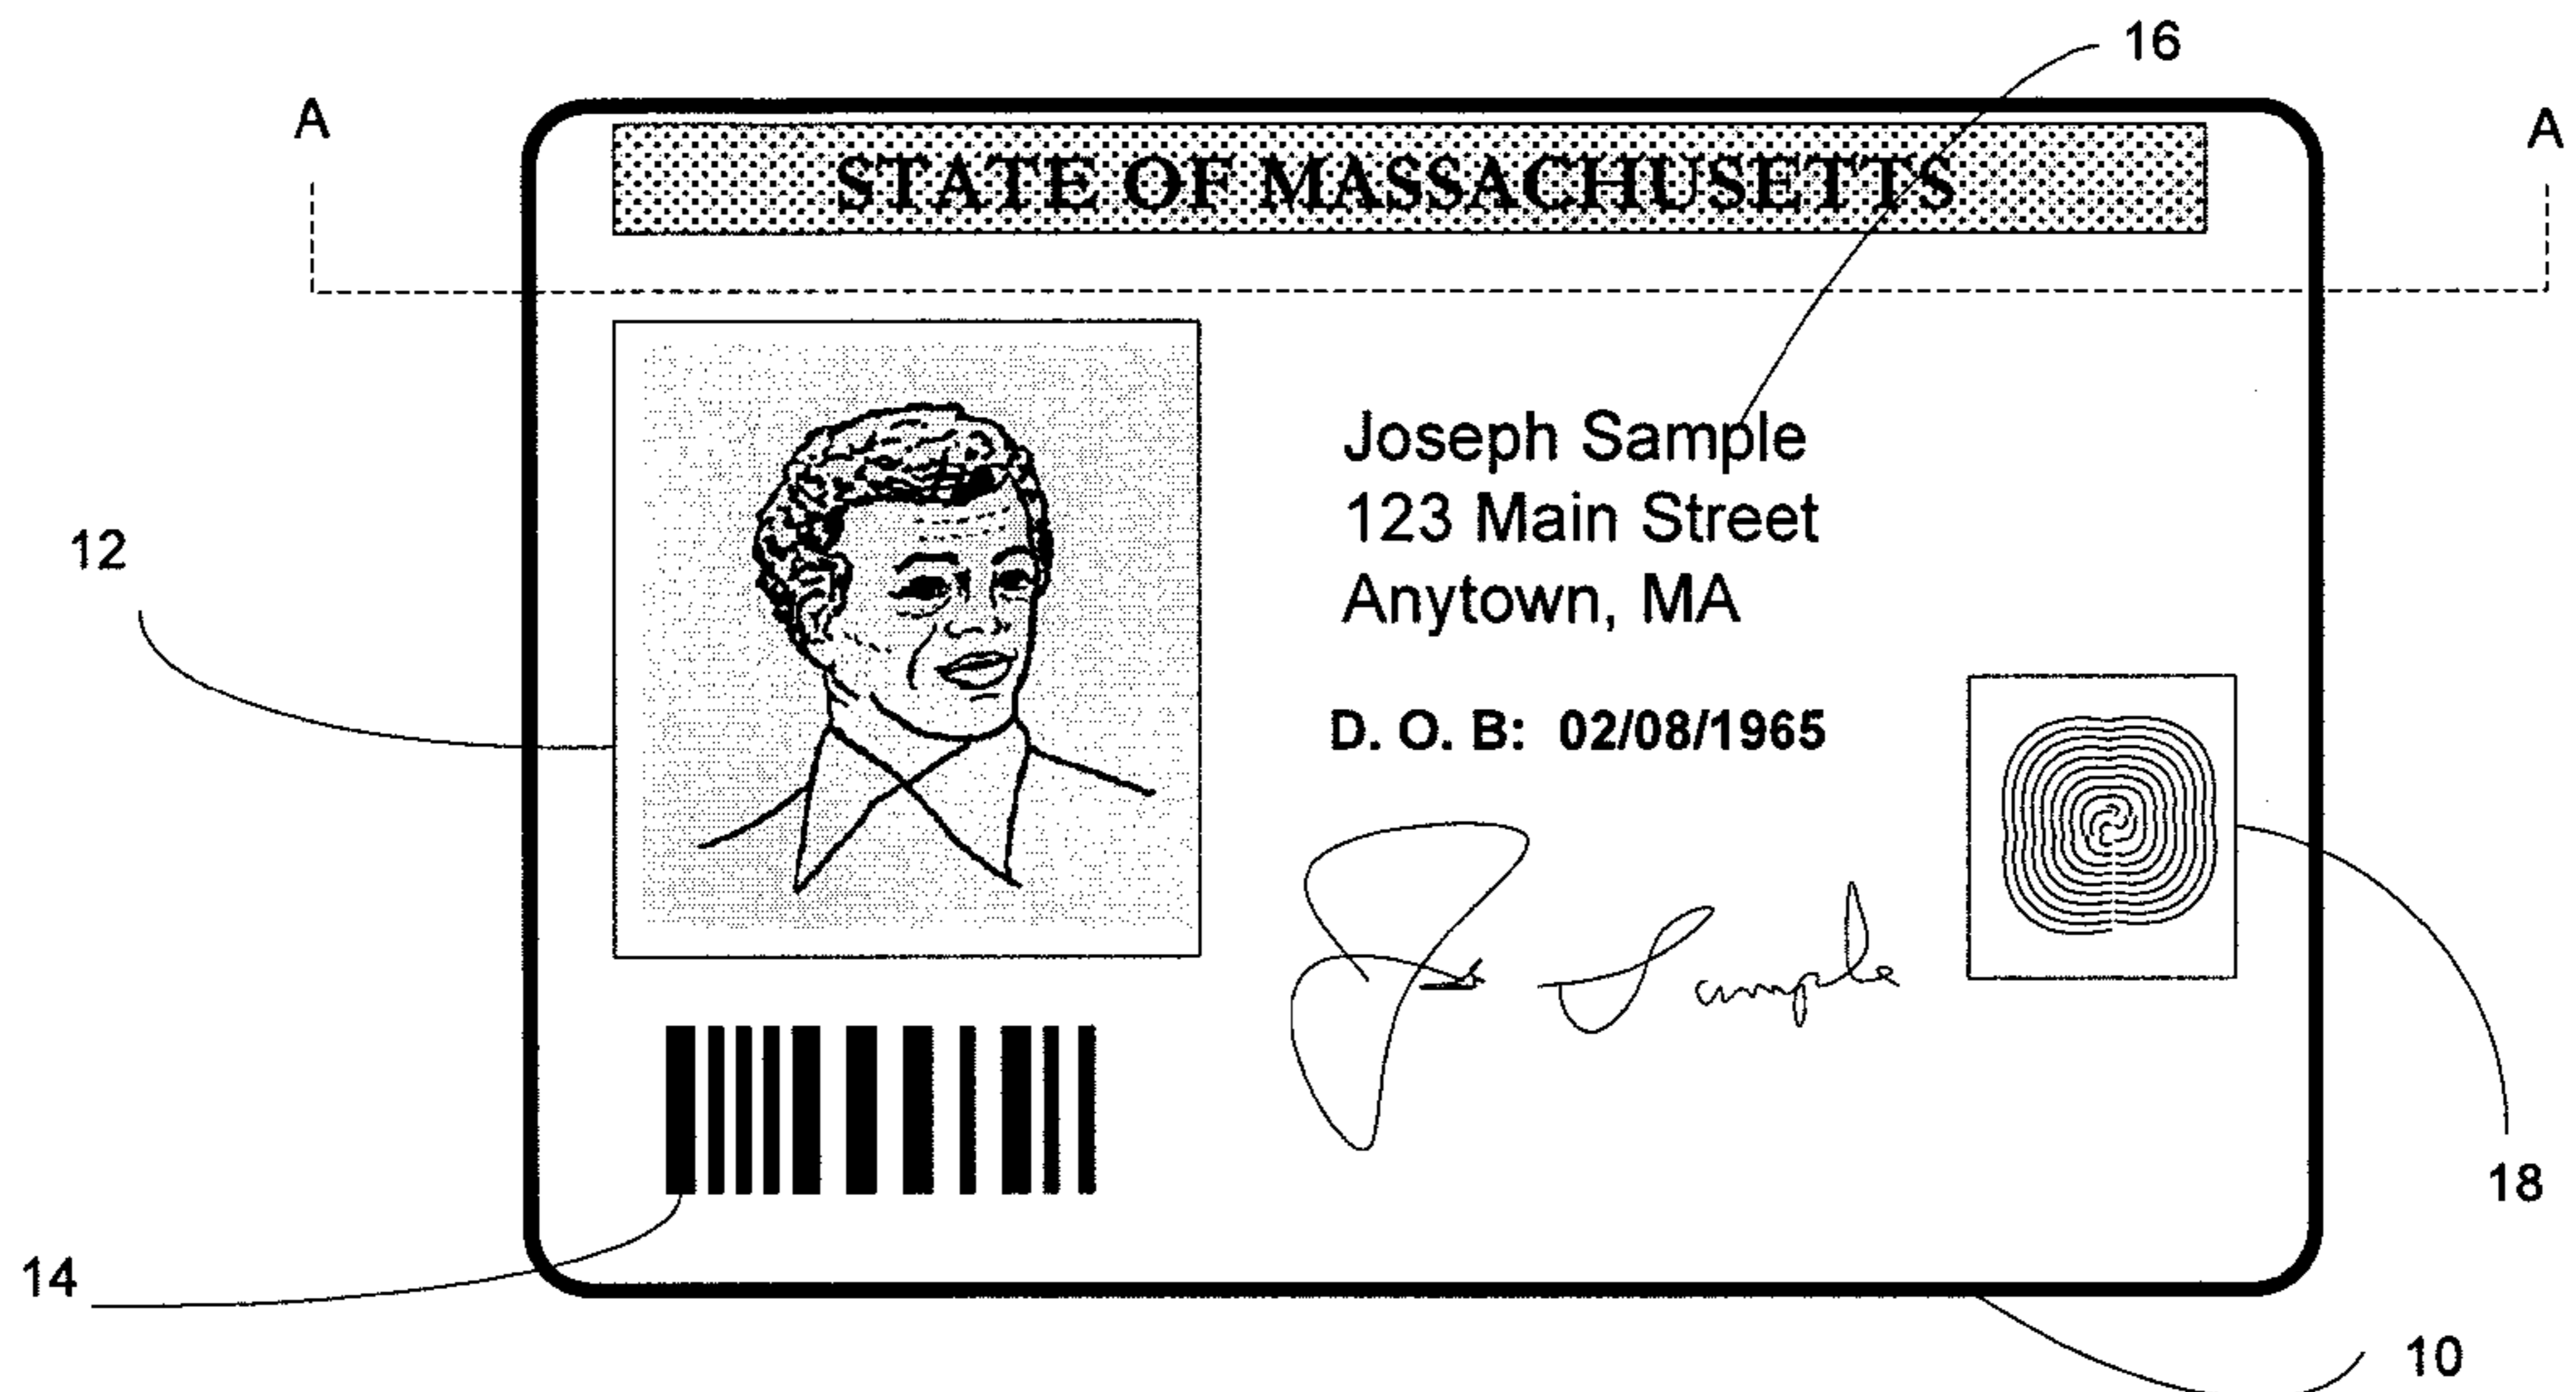 16
A
A
STATE OF MASSACHUSETTS
12
Joseph Sample
123 Main Street
Anytown, MA
D. O. B: 02/08/1965
Sample
18
14
10